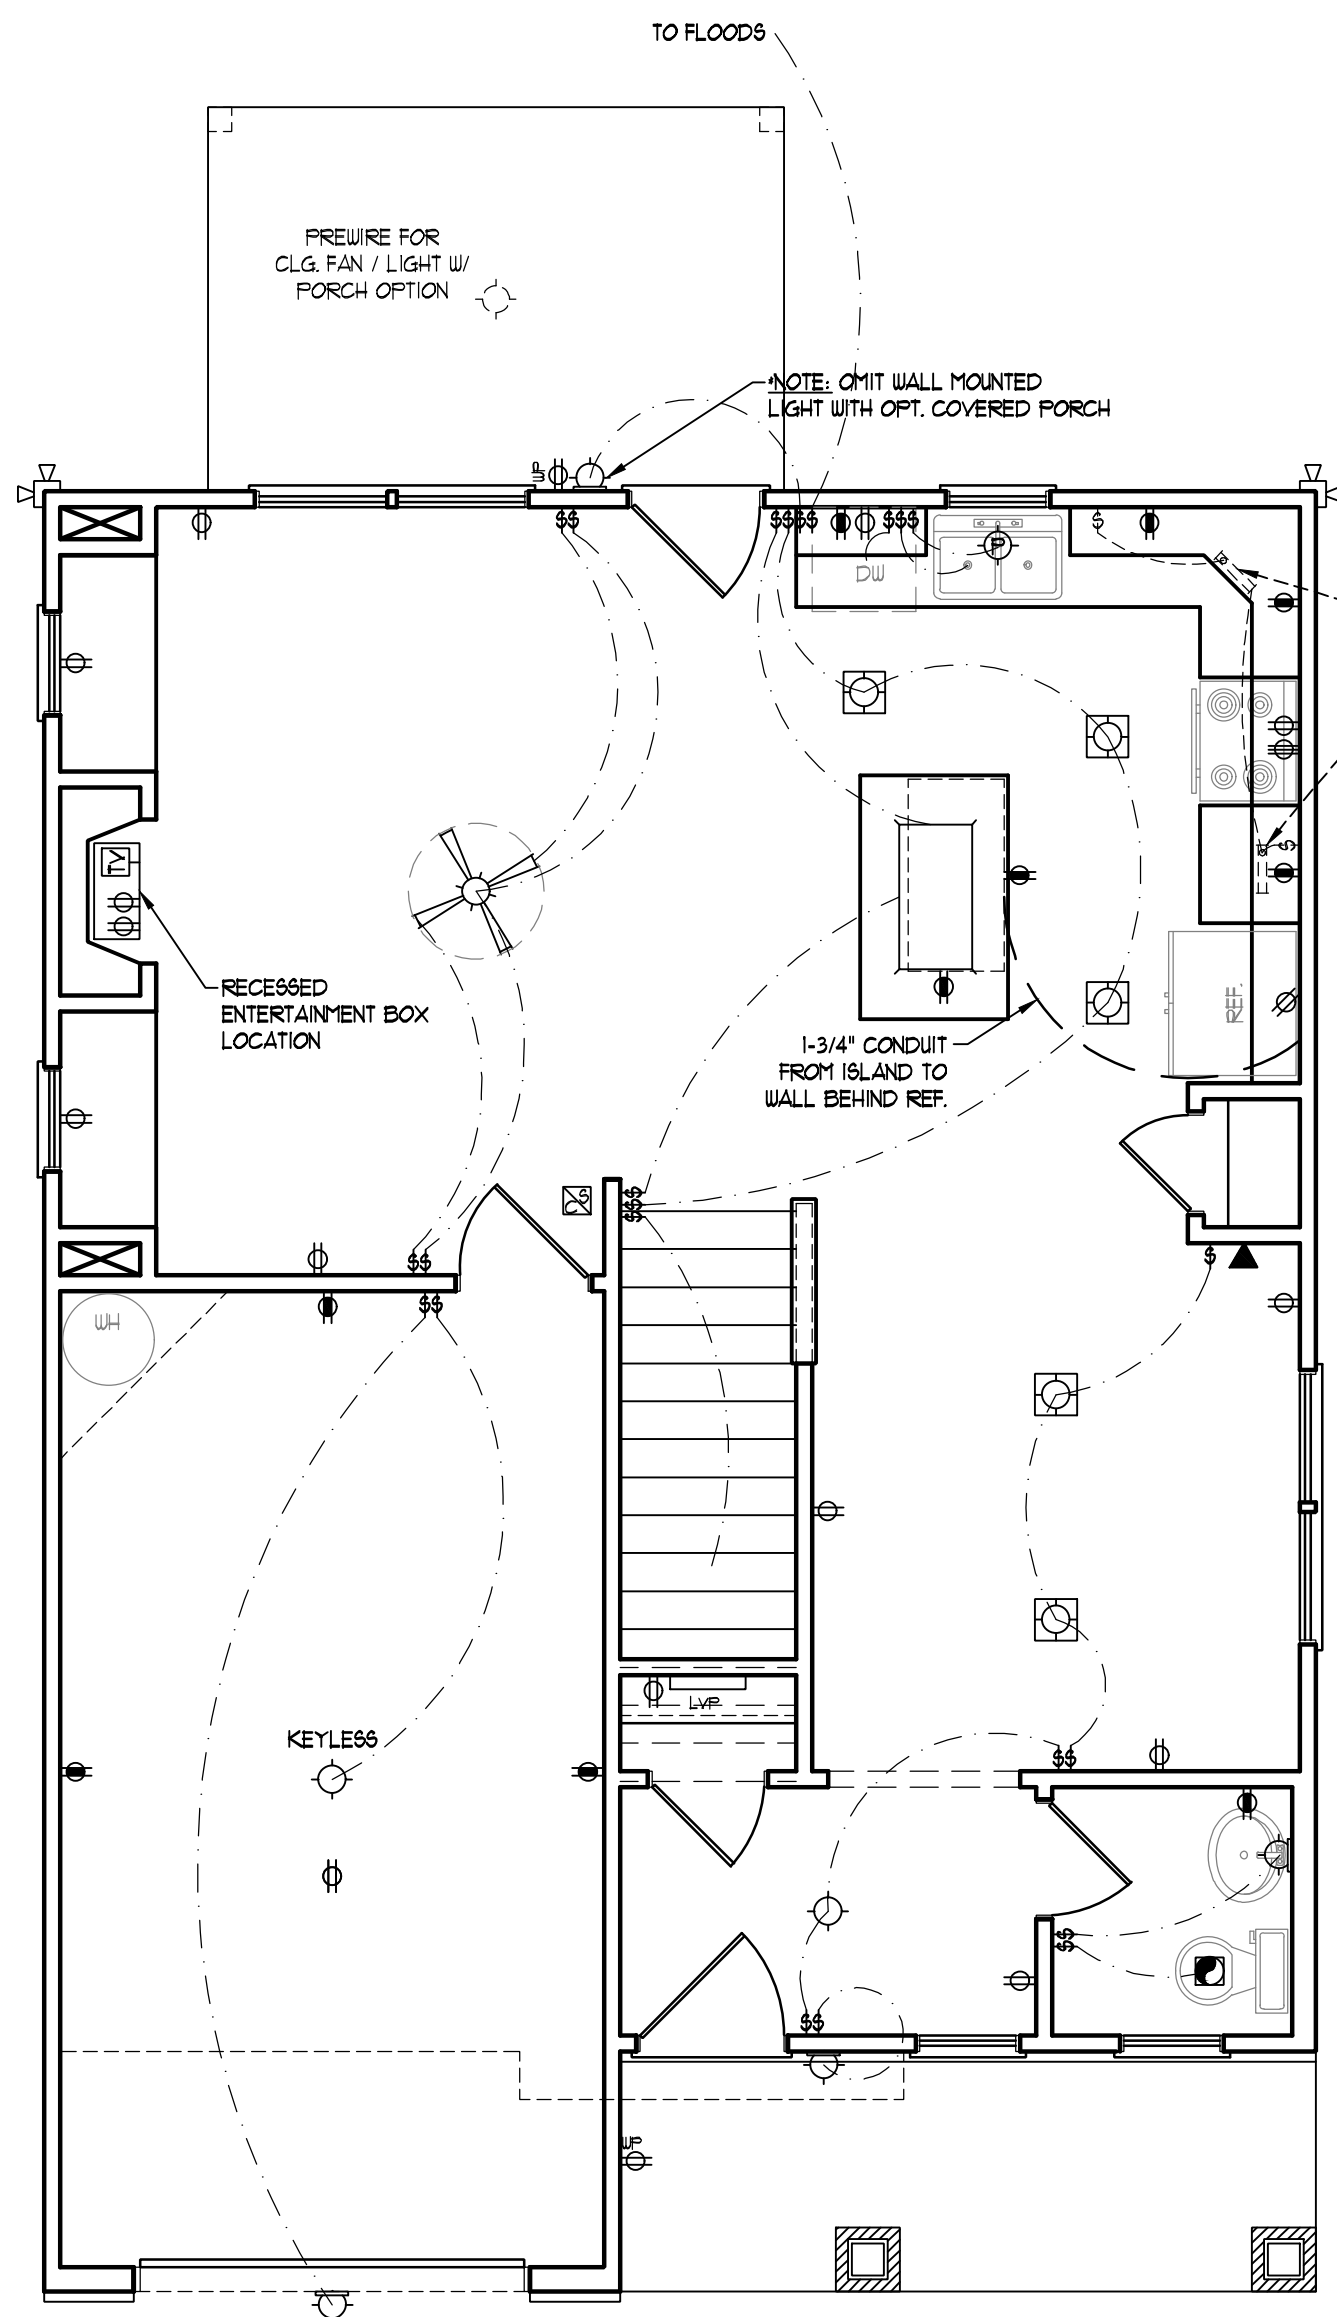 TO FLOODS
PREWIRE FOR
CLG. FAN / LIGHT W/
PORCH OPTION
*NOTE: OMIT WALL MOUNTED
LIGHT WITH OPT. COVERED PORCH
WP
$$
$$$$
$$$
$
DW
TV
$
RECESSED
ENTERTAINMENT BOX
LOCATION
REF.
1-3/4" CONDUIT
FROM ISLAND TO
WALL BEHIND REF.
C/S
$$$
$$
$
$$
WH
LVP
KEYLESS
$$
$$
$$
WP